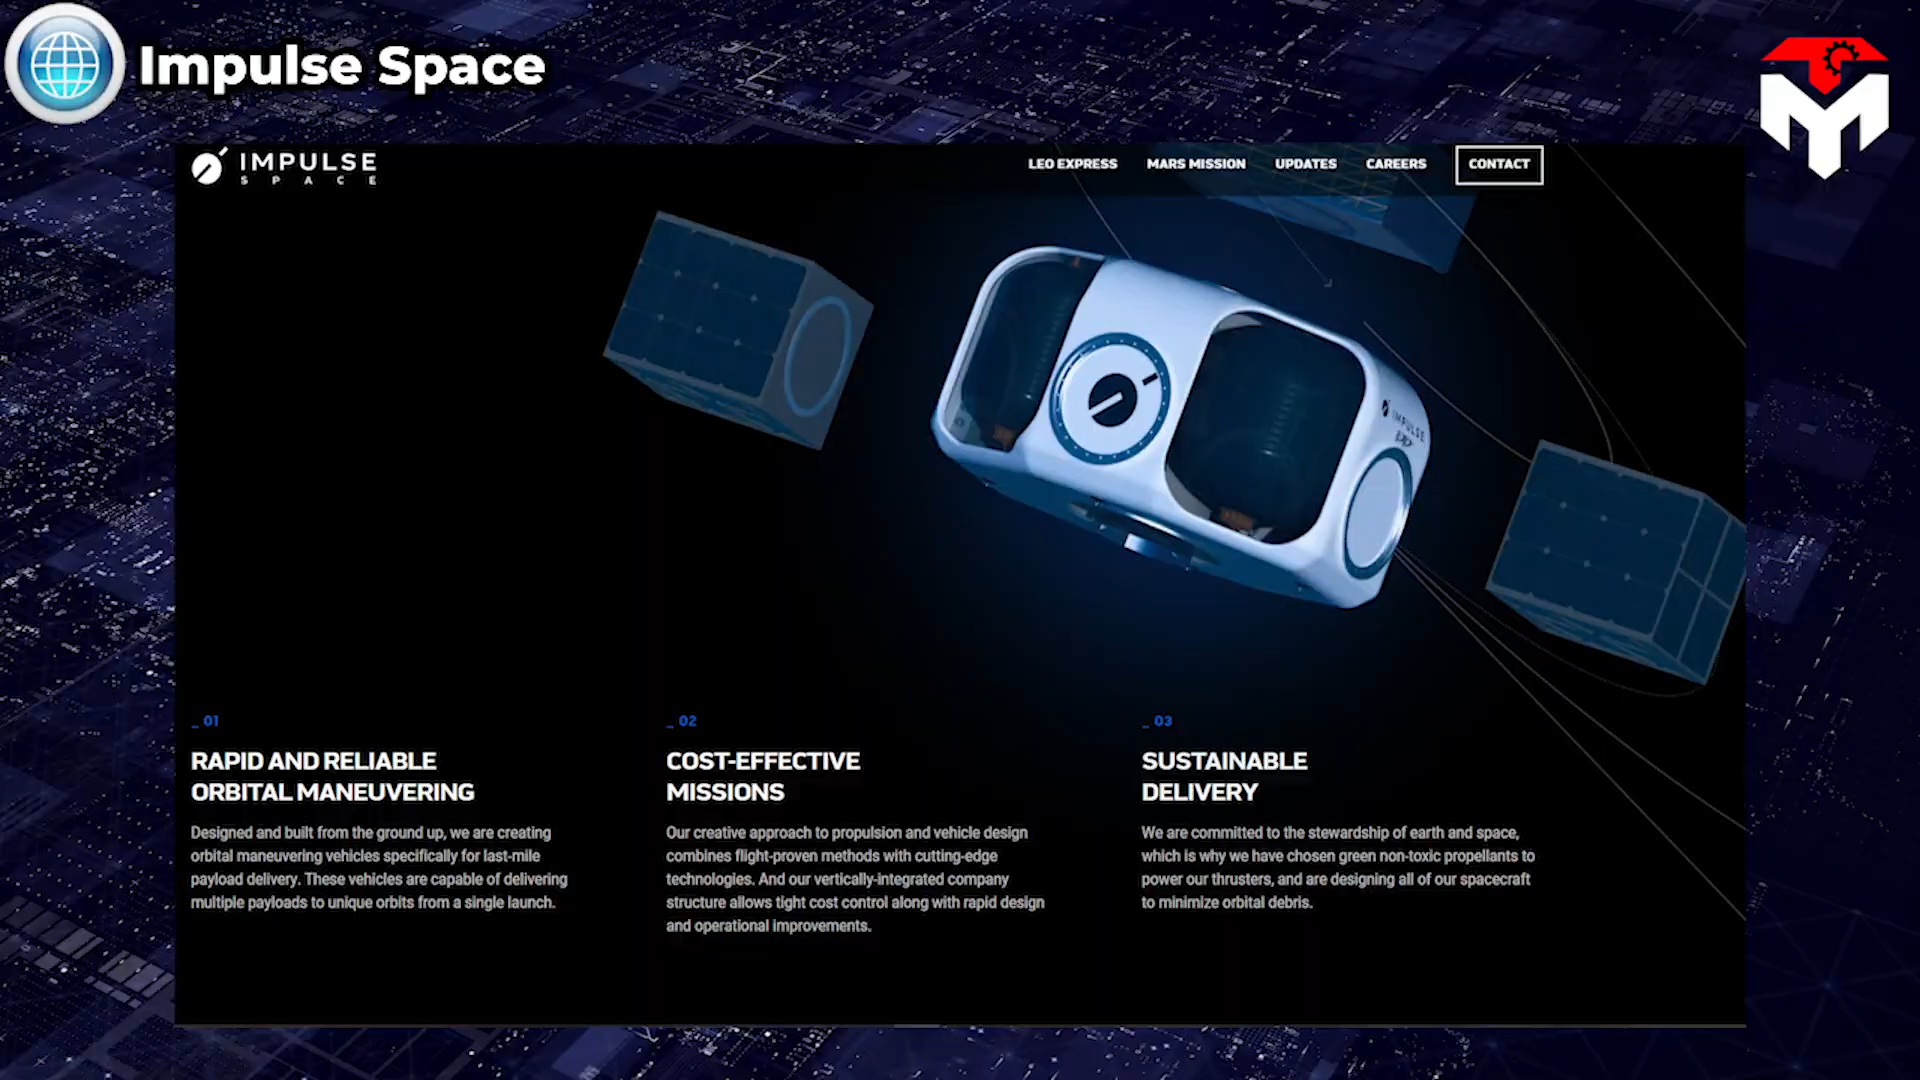 Impulse Space
IMPULSE
SPACE
LEO EXPRESS
MARS MISSION
UPDATES
CAREERS
CONTACT
IMPULSE
_ 01
RAPID AND RELIABLE
ORBITAL MANEUVERING
Designed and built from the ground up, we are creating
orbital maneuvering vehicles specifically for last-mile
payload delivery. These vehicles are capable of delivering
multiple payloads to unique orbits from a single launch.
_ 02
COST-EFFECTIVE
MISSIONS
Our creative approach to propulsion and vehicle design
combines flight-proven methods with cutting-edge
technologies. And our vertically-integrated company
structure allows tight cost control along with rapid design
and operational improvements.
_ 03
SUSTAINABLE
DELIVERY
We are committed to the stewardship of earth and space,
which is why we have chosen green non-toxic propellants to
power our thrusters, and are designing all of our spacecraft
to minimize orbital debris.